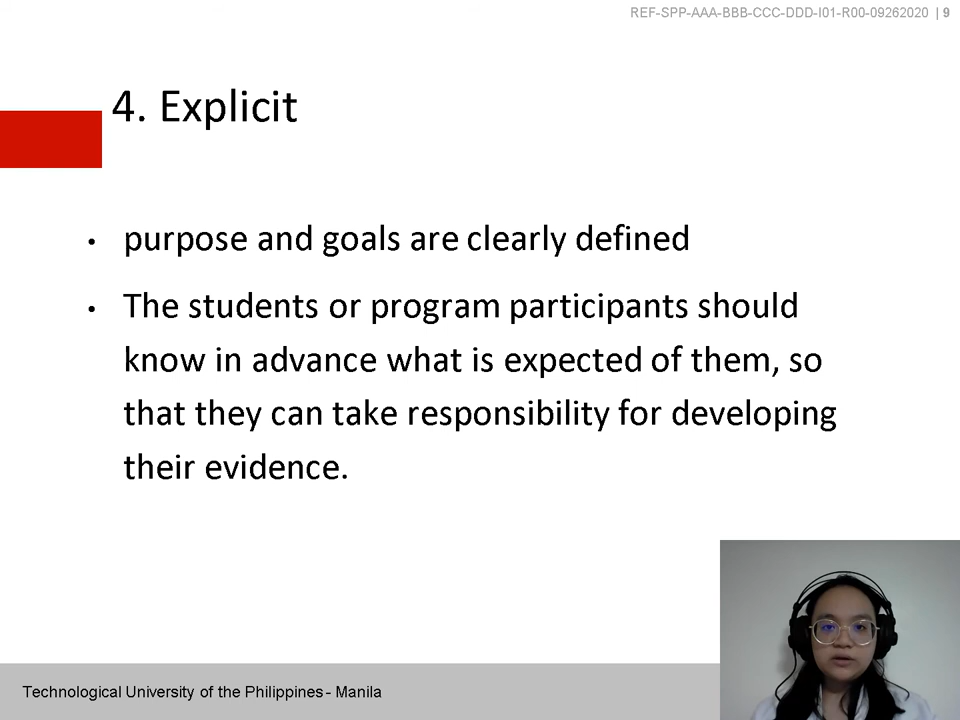 REF-SPP-AAA-BBB-CCC-DDD-I01-R00-09262020 | 9
4. Explicit
• purpose and goals are clearly defined
• The students or program participants should
know in advance what is expected of them, so
that they can take responsibility for developing
their evidence.
Technological University of the Philippines - Manila